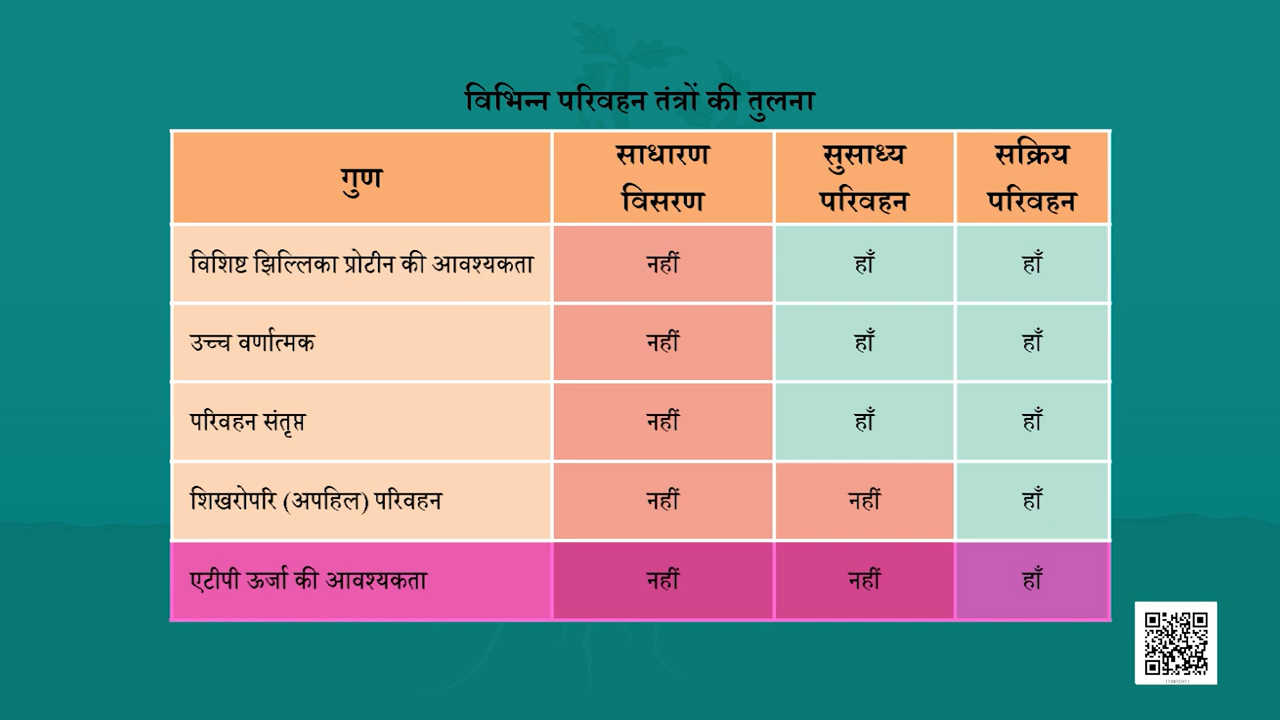 विभिन्न परिवहन तंत्रों की तुलना
गुण
साधारण
विसरण
सुसाध्य
परिवहन
सक्रिय
परिवहन
विशिष्ट झिल्लिका प्रोटीन की आवश्यकता
नहीं
हाँ
हाँ
उच्च वर्णात्मक
नहीं
हाँ
हाँ
परिवहन संतृप्त
नहीं
हाँ
हाँ
शिखरोपरि (अपहिल) परिवहन
नहीं
नहीं
हाँ
एटीपी ऊर्जा की आवश्यकता
नहीं
नहीं
हाँ